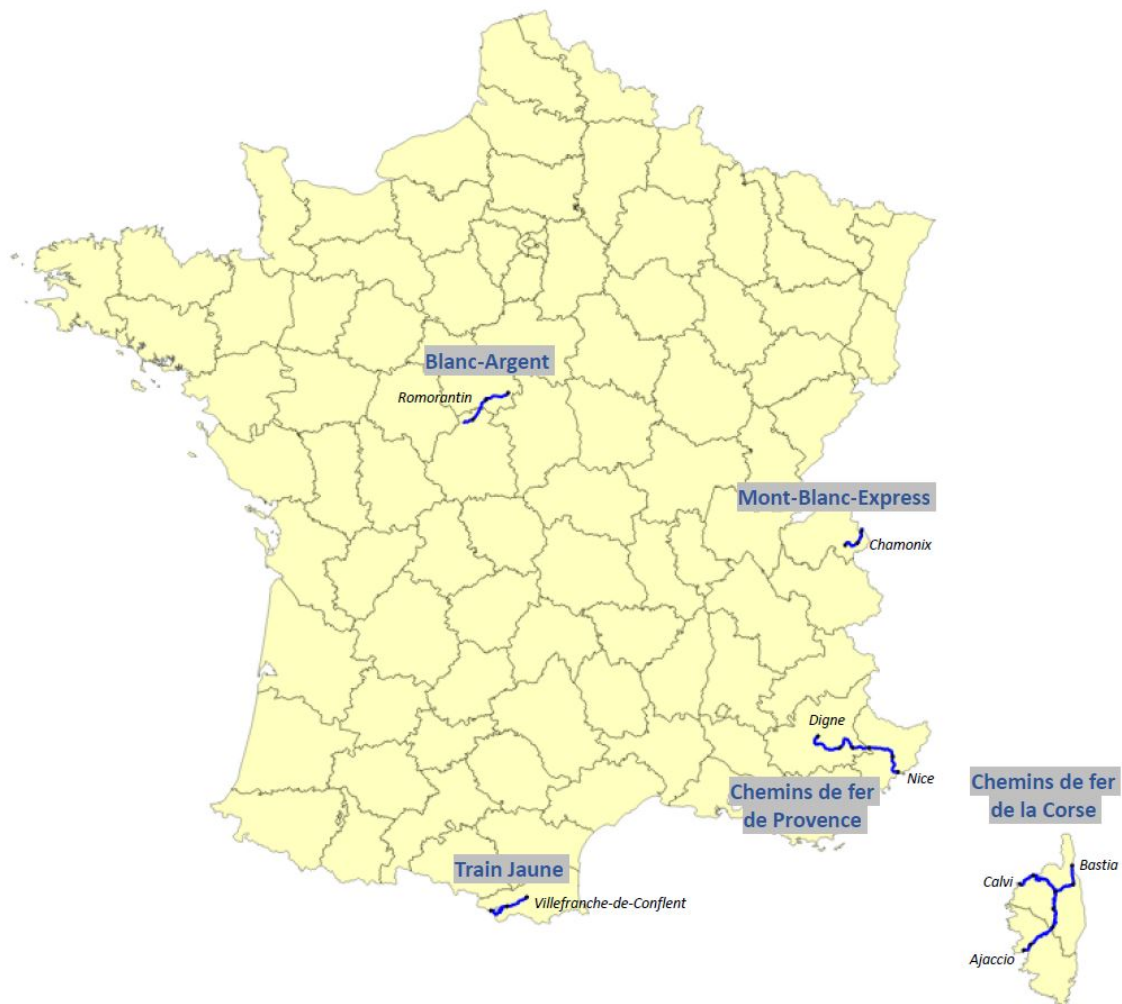 Blanc-Argent
Romorantin
Mont-Blanc-Express
Chamonix
Digne
Nice
Chemins de fer
de Provence
Chemins de fer
de la Corse
Train Jaune
Villefranche-de-Conflent
Bastia
Calvi
Ajaccio